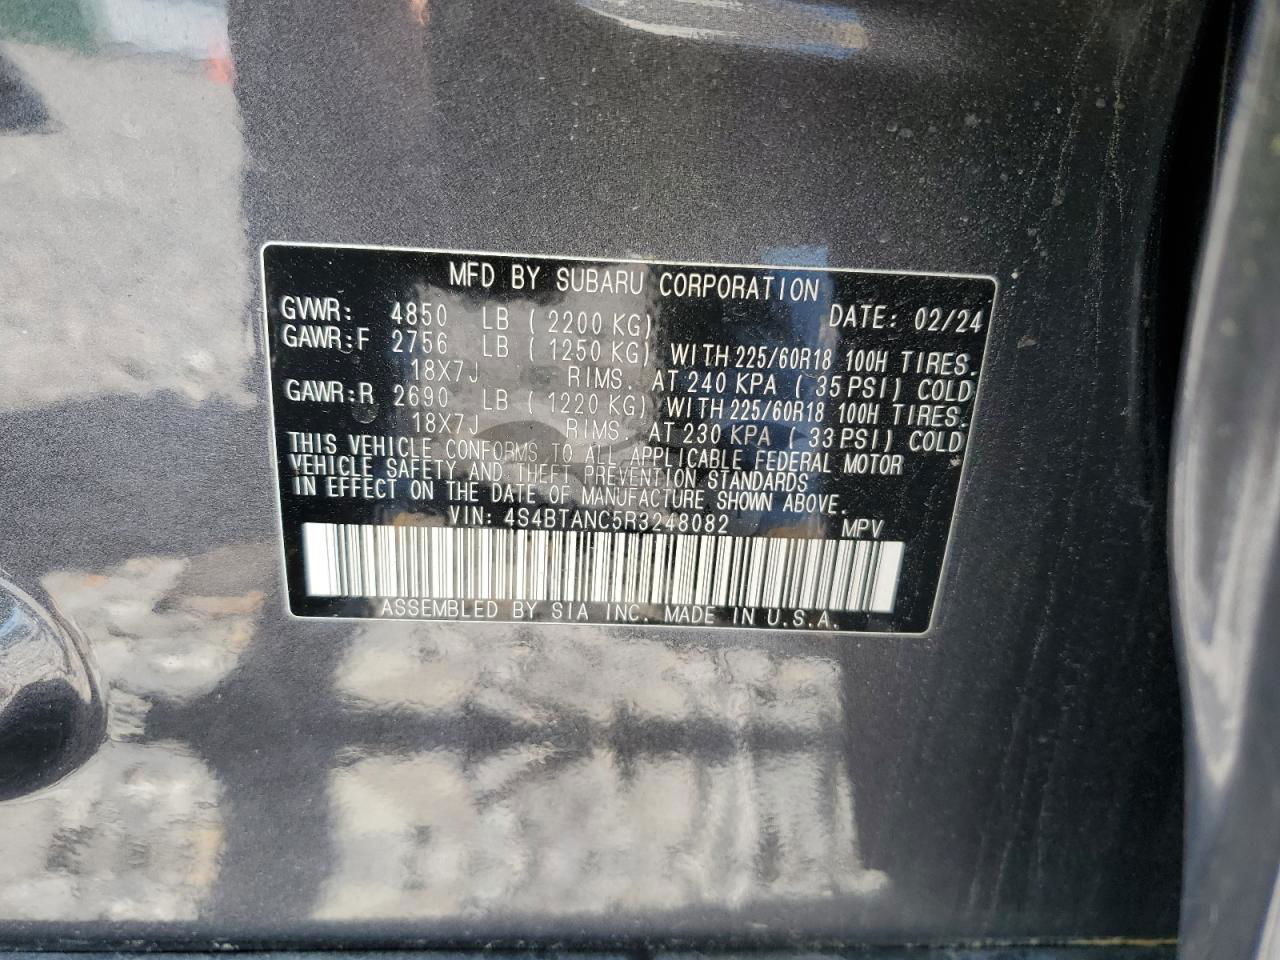 MFD BY SUBARU CORPORATION
GVWR: 4850 LB ( 2200 KG) DATE: 02/24
GAWR:F 2756 LB ( 1250 KG) WITH 225/60R18 100H TIRES.
18X7J RIMS. AT 240 KPA ( 35 PSI) COLD
GAWR:R 2690 LB ( 1220 KG) WITH 225/60R18 100H TIRES.
18X7J RIMS. AT 230 KPA ( 33 PSI) COLD
THIS VEHICLE CONFORMS TO ALL APPLICABLE FEDERAL MOTOR
VEHICLE SAFETY AND THEFT PREVENTION STANDARDS
IN EFFECT ON THE DATE OF MANUFACTURE SHOWN ABOVE.
VIN: 4S4BTANC5R3248082 MPV
ASSEMBLED BY SIA INC. MADE IN U.S.A.